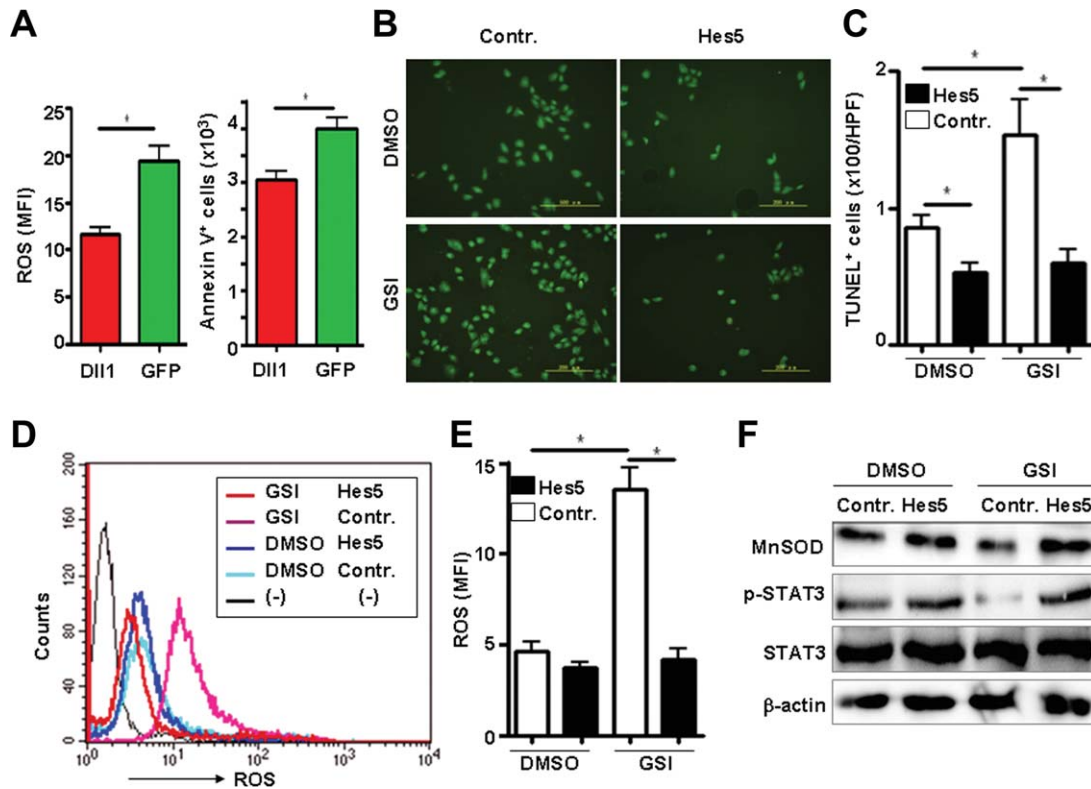 A
ROS (MFI)
25
20
15
10
5
0
*
Dll1 GFP
Annexin V+ cells (x10³)
4
3
2
1
0
*
Dll1 GFP
B
Contr. Hes5
DMSO
GSI
C
TUNEL+ cells (x100/HPF)
2
1
0
Hes5
Contr.
*
*
*
DMSO GSI
D
Counts
200
160
120
80
40
0
GSI Hes5
GSI Contr.
DMSO Hes5
DMSO Contr.
(-) (-)
10⁰ 10¹ 10² 10³ 10⁴
ROS
E
ROS (MFI)
15
10
5
0
Hes5
Contr.
*
*
DMSO GSI
F
DMSO GSI
Contr. Hes5 Contr. Hes5
MnSOD
p-STAT3
STAT3
β-actin